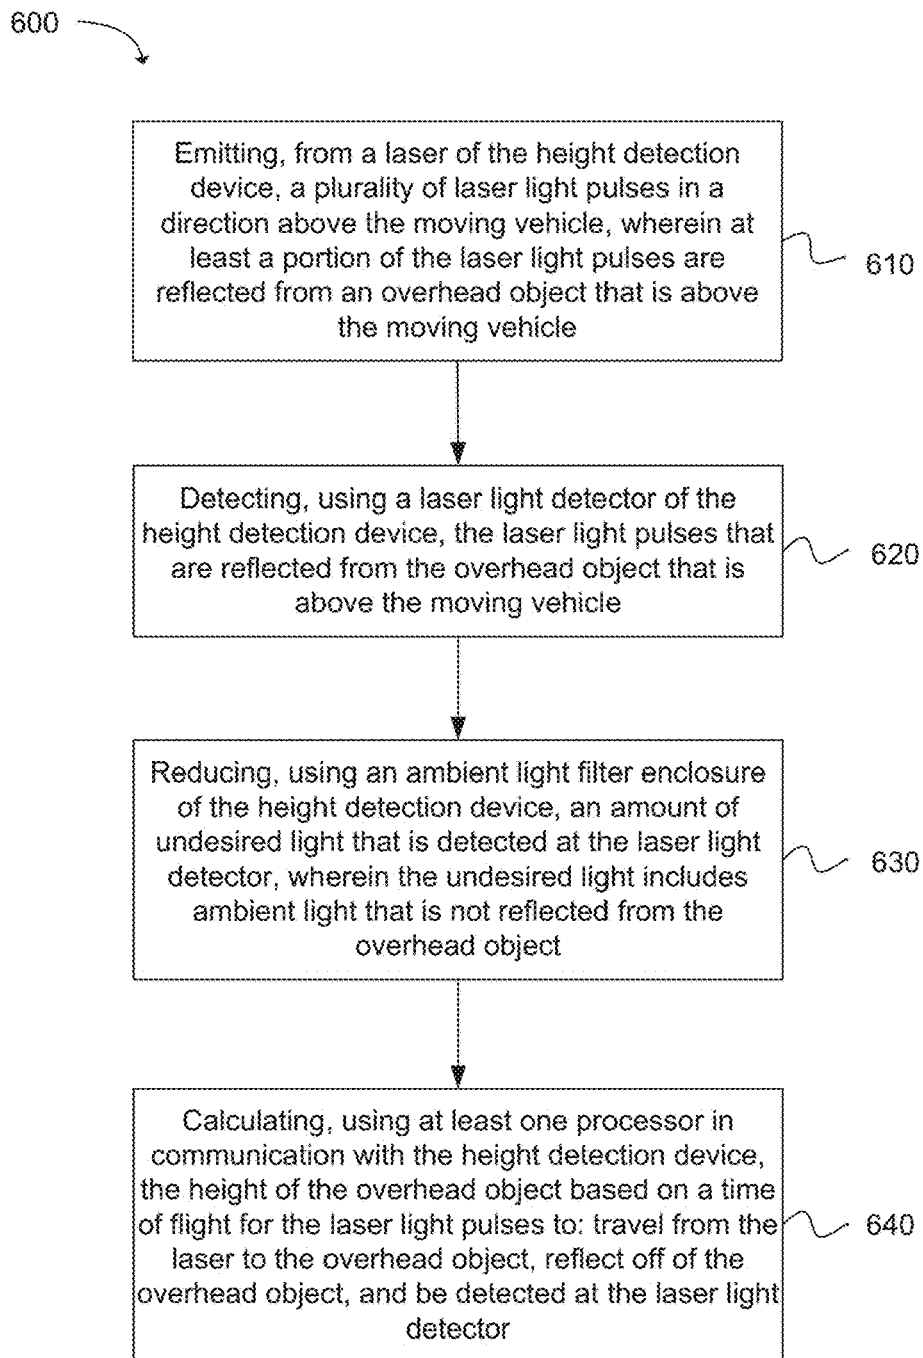 600
Emitting, from a laser of the height detection
device, a plurality of laser light pulses in a
direction above the moving vehicle, wherein at
least a portion of the laser light pulses are
reflected from an overhead object that is above
the moving vehicle
610
Detecting, using a laser light detector of the
height detection device, the laser light pulses that
are reflected from the overhead object that is
above the moving vehicle
620
Reducing, using an ambient light filter enclosure
of the height detection device, an amount of
undesired light that is detected at the laser light
detector, wherein the undesired light includes
ambient light that is not reflected from the
overhead object
630
Calculating, using at least one processor in
communication with the height detection device,
the height of the overhead object based on a time
of flight for the laser light pulses to: travel from the
laser to the overhead object, reflect off of the
overhead object, and be detected at the laser light
detector
640